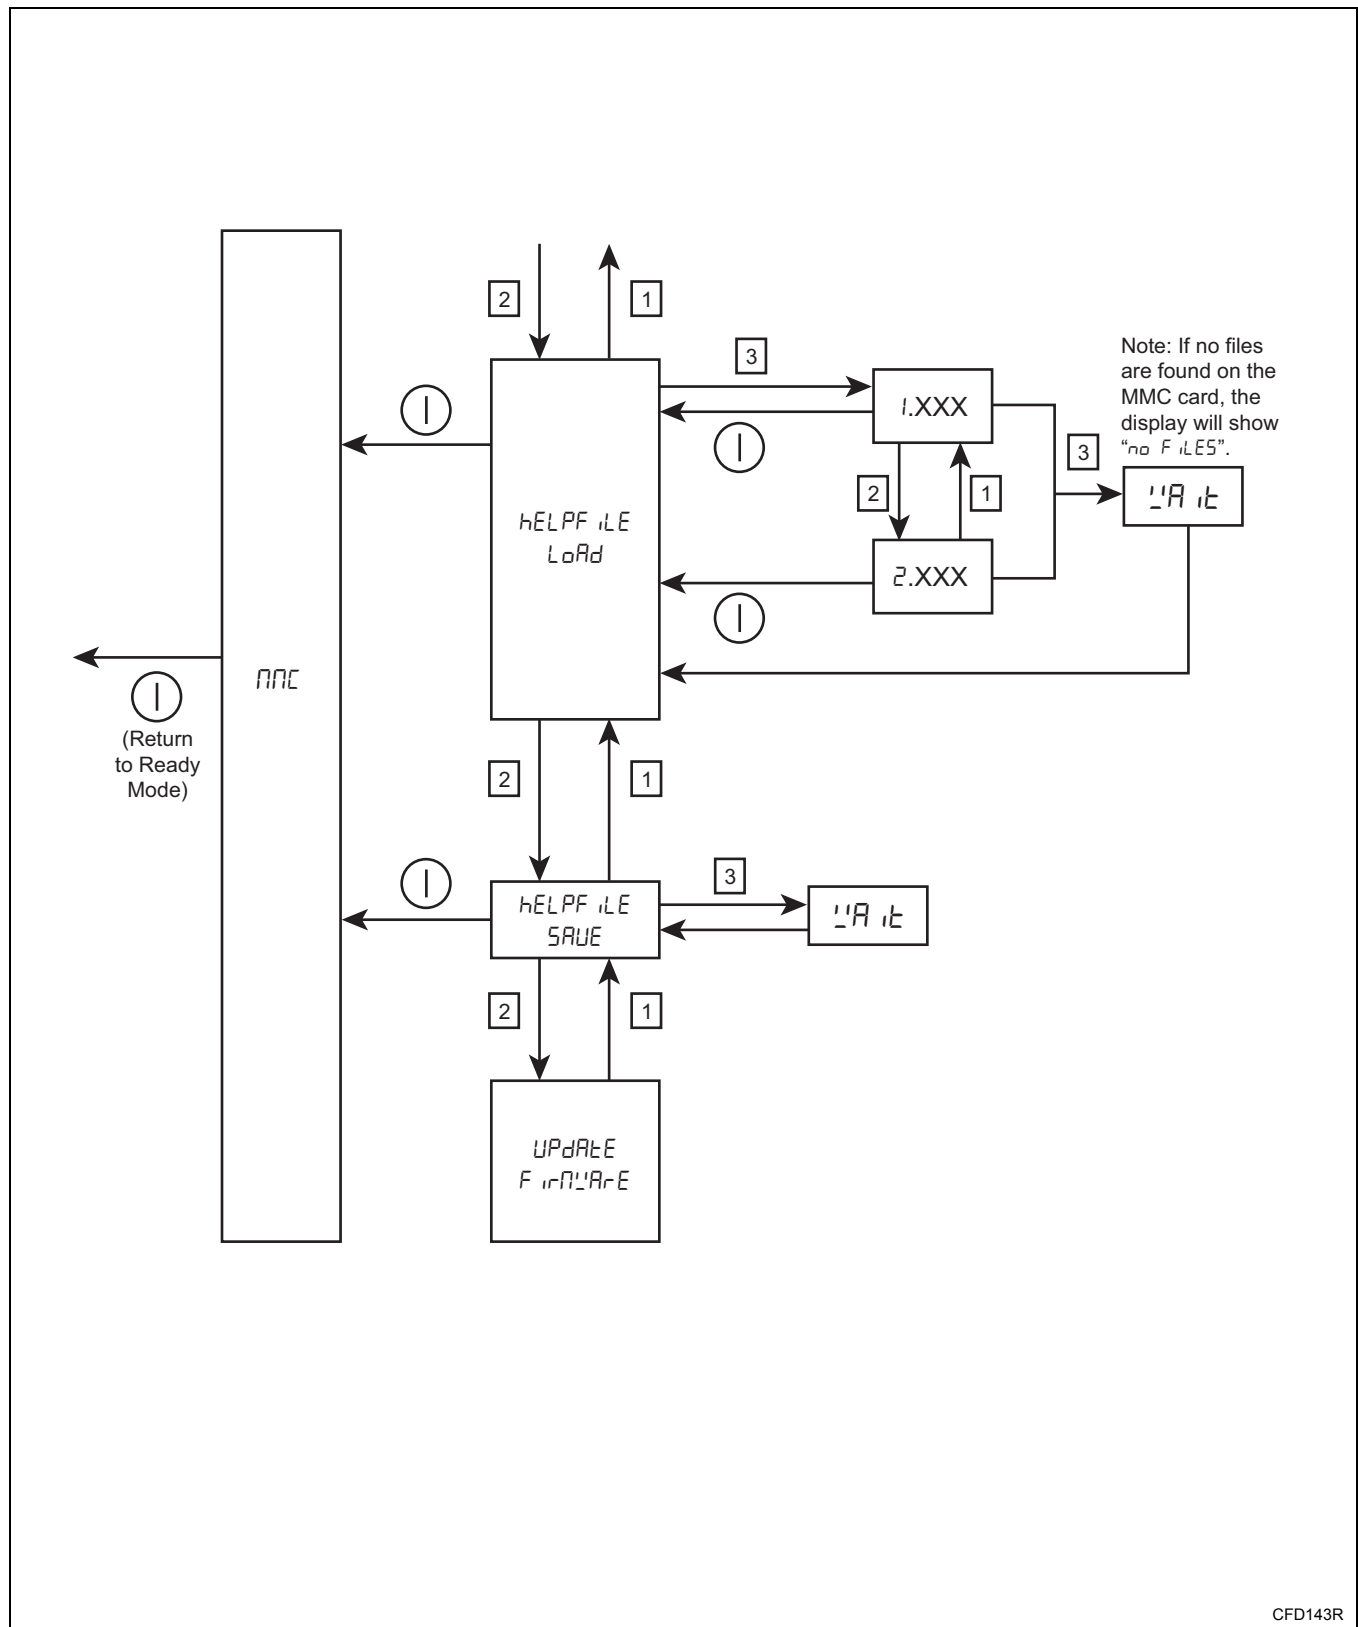 2
1
3
1.XXX
Note: If no files
are found on the
MMC card, the
display will show
“no FiLES”.
3
2
1
WAit
hELPFiLE
LoAd
2.XXX
MMC
(Return
to Ready
Mode)
2
1
3
hELPFiLE
SAVE
WAit
2
1
UPdAtE
FirMWArE
CFD143R